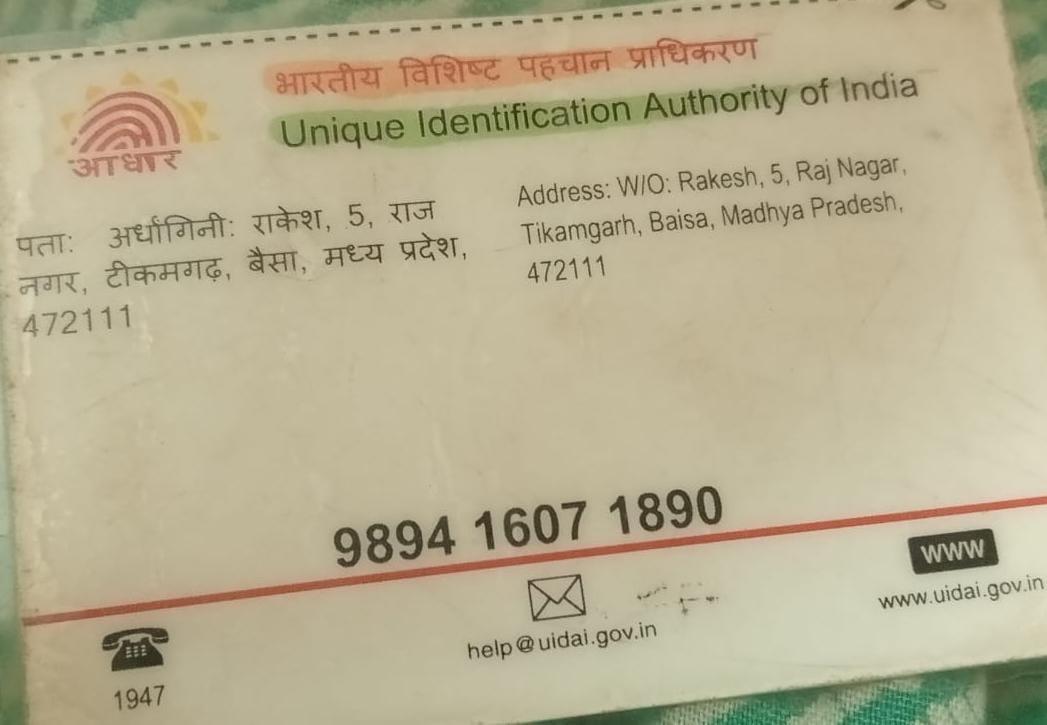 भारतीय विशिष्ट पहचान प्राधिकरण
Unique Identification Authority of India
आधार
पता: अर्धांगिनी: राकेश, 5, राज
नगर, टीकमगढ़, बैसा, मध्य प्रदेश,
472111
Address: W/O: Rakesh, 5, Raj Nagar,
Tikamgarh, Baisa, Madhya Pradesh,
472111
9894 1607 1890
1947
help@uidai.gov.in
www
www.uidai.gov.in